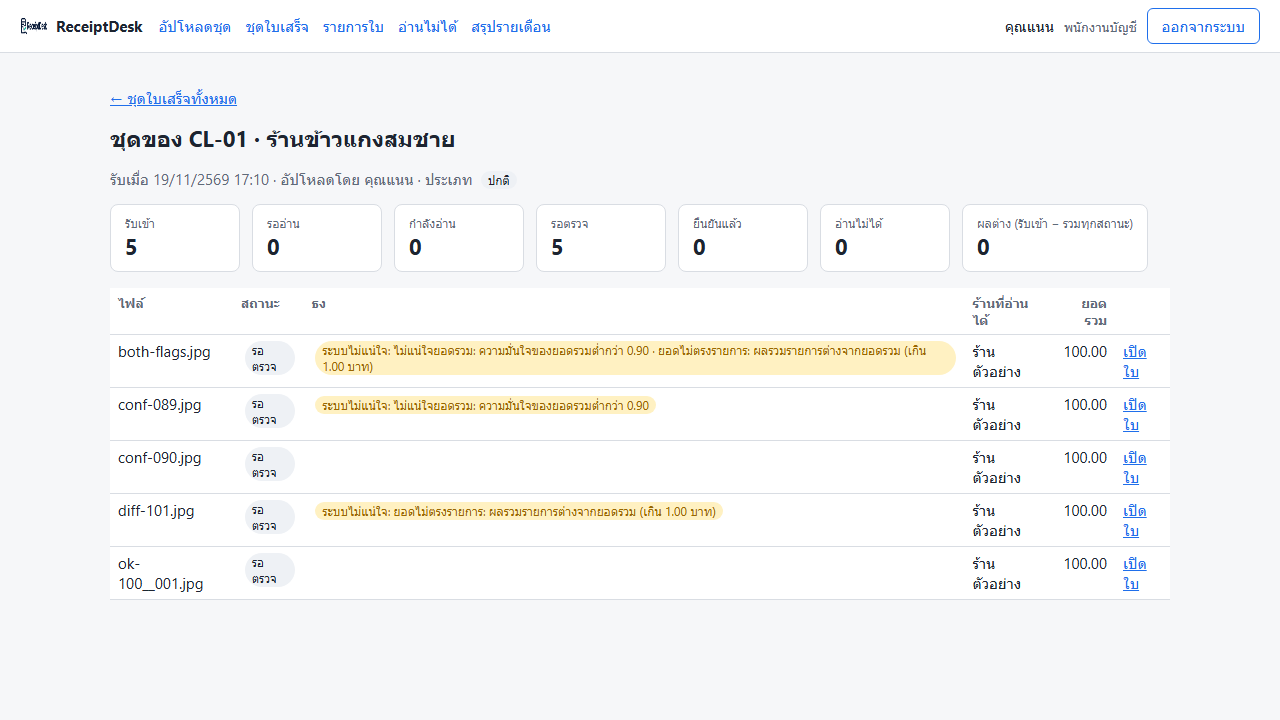 ReceiptDesk อัปโหลดชุด ชุดใบเสร็จ รายการใบ อ่านไม่ได้ สรุปรายเดือน คุณแนน พนักงานบัญชี ออกจากระบบ
← ชุดใบเสร็จทั้งหมด
ชุดของ CL-01 · ร้านข้าวแกงสมชาย
รับเมื่อ 19/11/2569 17:10 · อัปโหลดโดย คุณแนน · ประเภท ปกติ
รับเข้า รออ่าน กำลังอ่าน รอตรวจ ยืนยันแล้ว อ่านไม่ได้ ผลต่าง (รับเข้า − รวมทุกสถานะ)
5 0 0 5 0 0 0
ไฟล์ สถานะ ธง ร้านที่อ่าน ยอด
ได้ รวม
both-flags.jpg รอ ระบบไม่แน่ใจ: ไม่แน่ใจยอดรวม: ความมั่นใจของยอดรวมต่ำกว่า 0.90 · ยอดไม่ตรงรายการ: ผลรวมรายการต่างจากยอดรวม (เกิน ร้าน 100.00 เปิด
ตรวจ 1.00 บาท) ตัวอย่าง ใบ
conf-089.jpg รอ ระบบไม่แน่ใจ: ไม่แน่ใจยอดรวม: ความมั่นใจของยอดรวมต่ำกว่า 0.90 ร้าน 100.00 เปิด
ตรวจ ตัวอย่าง ใบ
conf-090.jpg รอ ร้าน 100.00 เปิด
ตรวจ ตัวอย่าง ใบ
diff-101.jpg รอ ระบบไม่แน่ใจ: ยอดไม่ตรงรายการ: ผลรวมรายการต่างจากยอดรวม (เกิน 1.00 บาท) ร้าน 100.00 เปิด
ตรวจ ตัวอย่าง ใบ
ok- รอ ร้าน 100.00 เปิด
100__001.jpg ตรวจ ตัวอย่าง ใบ